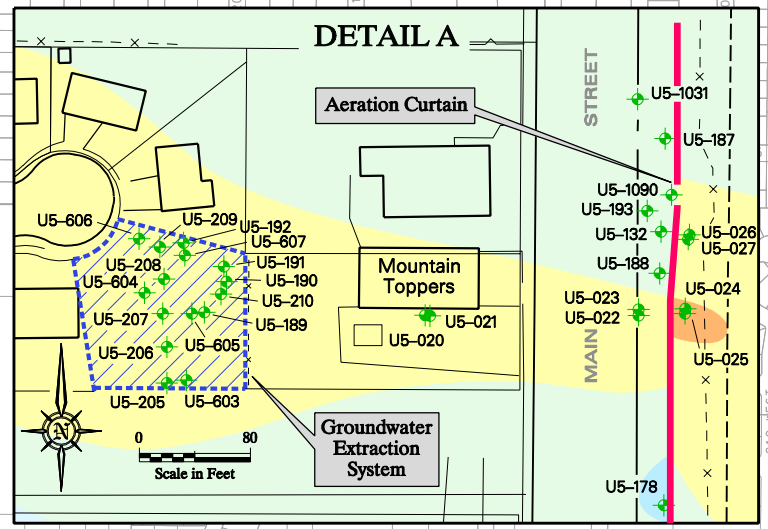 DETAIL A
STREET
Aeration Curtain
U5–1031
U5–187
U5–1090
U5–193
U5–606
U5–209
U5–192
U5–607
U5–132
U5–026
U5–027
U5–208
U5–191
U5–604
U5–190
U5–210
Mountain
Toppers
U5–188
U5–024
U5–023
U5–022
U5–207
U5–189
U5–021
U5–020
U5–206
U5–605
U5–025
MAIN
U5–205
U5–603
N
0 80
Scale in Feet
Groundwater
Extraction
System
U5–178